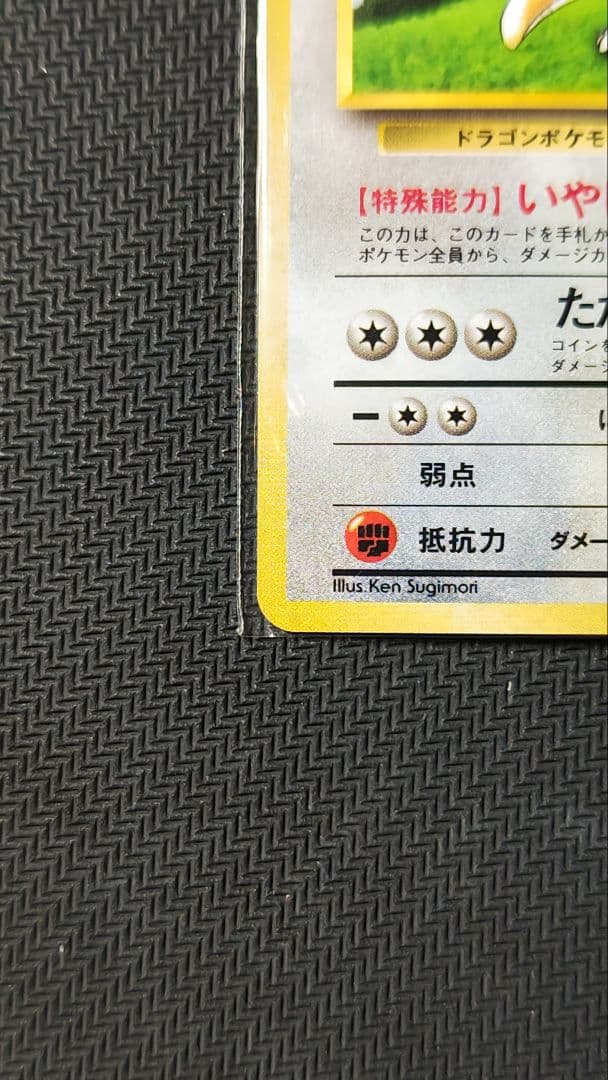 ドラゴンポケモ
【特殊能力】いや
この力は、このカードを手札か
ポケモン全員から、ダメージカ
たた
コインを
ダメージ
弱点
抵抗力 ダメー
Illus. Ken Sugimori